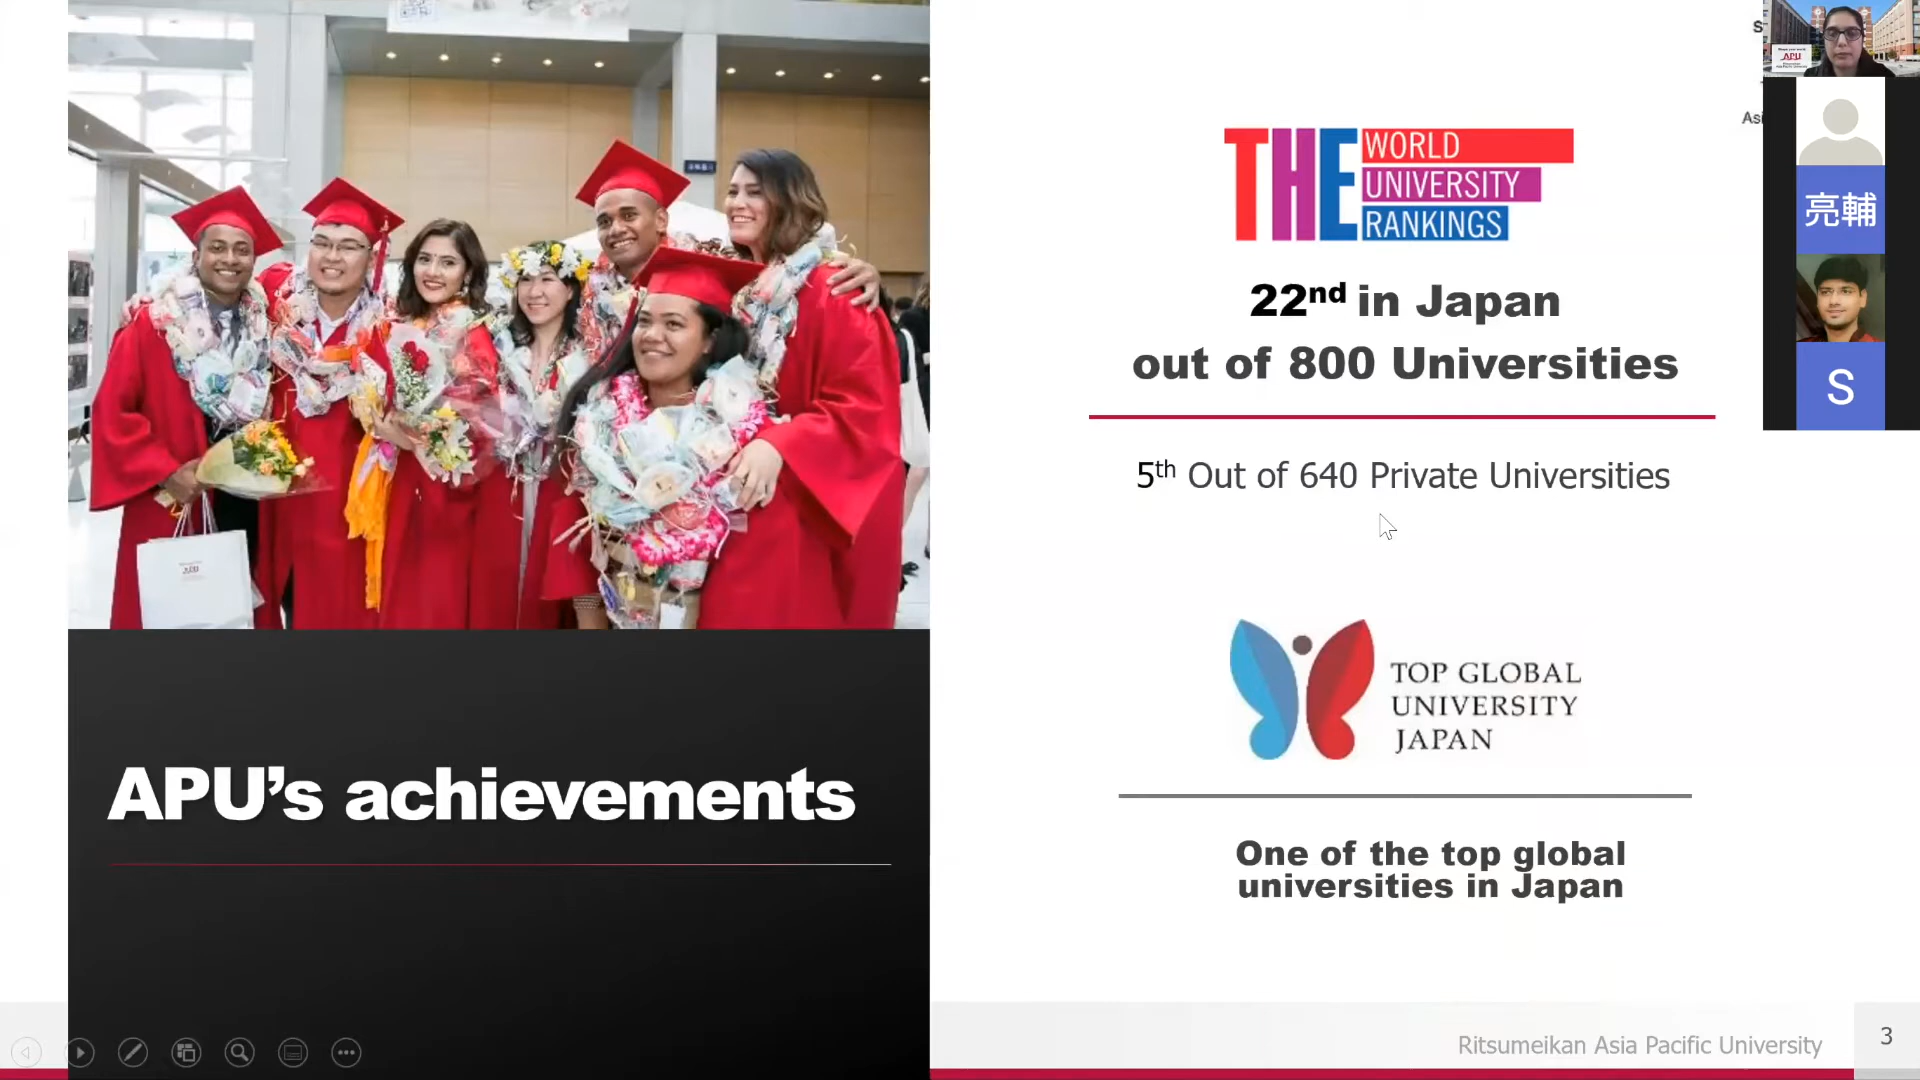 THE WORLD
UNIVERSITY
RANKINGS
22nd in Japan
out of 800 Universities
5th Out of 640 Private Universities
TOP GLOBAL
UNIVERSITY
JAPAN
One of the top global
universities in Japan
APU's achievements
Ritsumeikan Asia Pacific University
3
APU
亮輔
S
APU